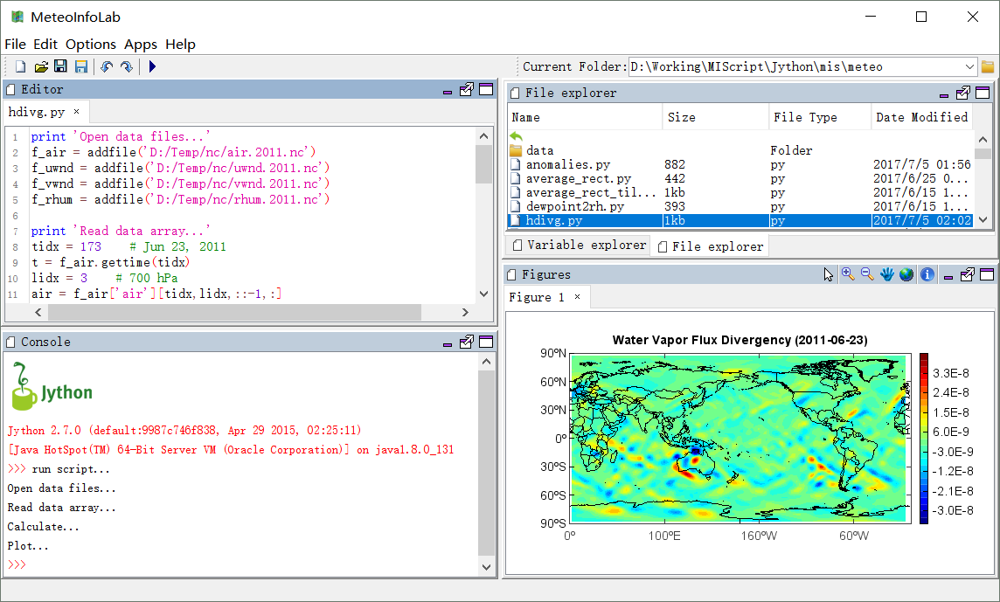 MeteoInfoLab
File Edit Options Apps Help
Current Folder: D:\Working\MIScript\Jython\mis\meteo
Editor
hdivg.py ×
1 print 'Open data files...'
2 f_air = addfile('D:/Temp/nc/air.2011.nc')
3 f_uwnd = addfile('D:/Temp/nc/uwnd.2011.nc')
4 f_vwnd = addfile('D:/Temp/nc/vwnd.2011.nc')
5 f_rhum = addfile('D:/Temp/nc/rhum.2011.nc')
6
7 print 'Read data array...'
8 tidx = 173    # Jun 23, 2011
9 t = f_air.gettime(tidx)
10 lidx = 3    # 700 hPa
11 air = f_air['air'][tidx,lidx,::-1,:]
Console
Jython
Jython 2.7.0 (default:9987c746f838, Apr 29 2015, 02:25:11)
[Java HotSpot(TM) 64-Bit Server VM (Oracle Corporation)] on java1.8.0_131
>>> run script...
Open data files...
Read data array...
Calculate...
Plot...
>>>
File explorer
Name Size File Type Date Modified
data Folder
anomalies.py 882 py 2017/7/5 01:56
average_rect.py 442 py 2017/6/25 0...
average_rect_til... 1kb py 2017/6/15 1...
dewpoint2rh.py 393 py 2017/6/15 1...
hdivg.py 1kb py 2017/7/5 02:02
Variable explorer File explorer
Figures
Figure 1 ×
Water Vapor Flux Divergency (2011-06-23)
90ºN
60ºN
30ºN
0º
30ºS
60ºS
90ºS
0º 100ºE 160ºW 60ºW
3.3E-8
2.4E-8
1.5E-8
6.0E-9
-3.0E-9
-1.2E-8
-2.1E-8
-3.0E-8